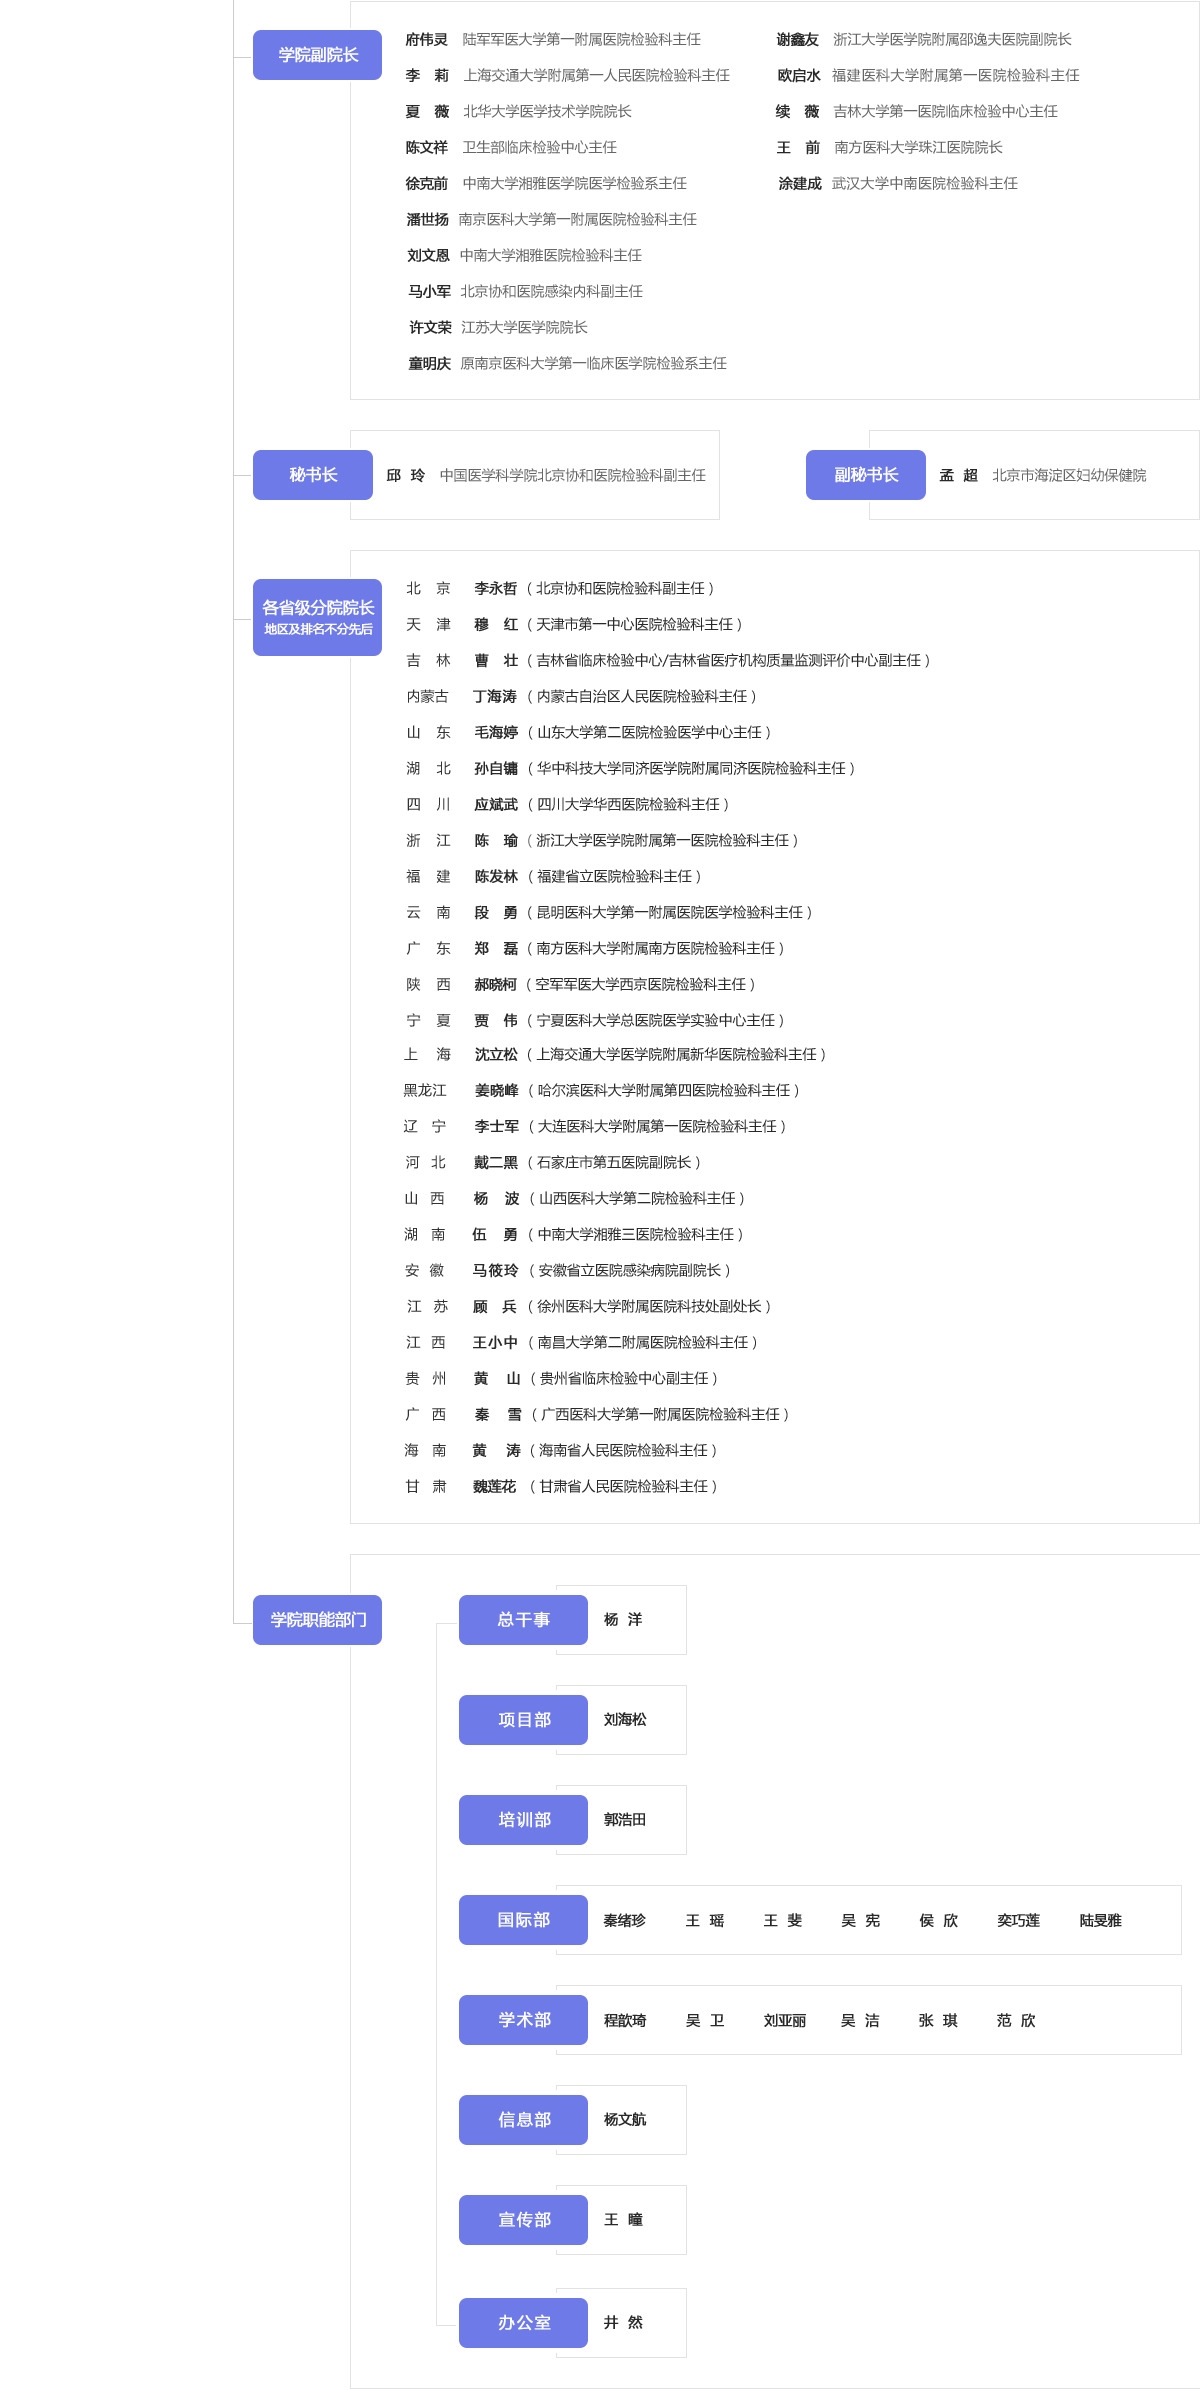 学院副院长
府伟灵 陆军军医大学第一附属医院检验科主任 谢鑫友 浙江大学医学院附属邵逸夫医院副院长
李 莉 上海交通大学附属第一人民医院检验科主任 欧启水 福建医科大学附属第一医院检验科主任
夏 薇 北华大学医学技术学院院长 续 薇 吉林大学第一医院临床检验中心主任
陈文祥 卫生部临床检验中心主任 王 前 南方医科大学珠江医院院长
徐克前 中南大学湘雅医学院医学检验系主任 涂建成 武汉大学中南医院检验科主任
潘世扬 南京医科大学第一附属医院检验科主任
刘文恩 中南大学湘雅医院检验科主任
马小军 北京协和医院感染内科副主任
许文荣 江苏大学医学院院长
童明庆 原南京医科大学第一临床医学院检验系主任
秘书长 邱 玲 中国医学科学院北京协和医院检验科副主任 副秘书长 孟 超 北京市海淀区妇幼保健院
各省级分院院长
地区及排名不分先后
北 京 李永哲（北京协和医院检验科副主任）
天 津 穆 红（天津市第一中心医院检验科主任）
吉 林 曹 壮（吉林省临床检验中心/吉林省医疗机构质量监测评价中心副主任）
内蒙古 丁海涛（内蒙古自治区人民医院检验科主任）
山 东 毛海婷（山东大学第二医院检验医学中心主任）
湖 北 孙自镛（华中科技大学同济医学院附属同济医院检验科主任）
四 川 应斌武（四川大学华西医院检验科主任）
浙 江 陈 瑜（浙江大学医学院附属第一医院检验科主任）
福 建 陈发林（福建省立医院检验科主任）
云 南 段 勇（昆明医科大学第一附属医院医学检验科主任）
广 东 郑 磊（南方医科大学附属南方医院检验科主任）
陕 西 郝晓柯（空军军医大学西京医院检验科主任）
宁 夏 贾 伟（宁夏医科大学总医院医学实验中心主任）
上 海 沈立松（上海交通大学医学院附属新华医院检验科主任）
黑龙江 姜晓峰（哈尔滨医科大学附属第四医院检验科主任）
辽 宁 李士军（大连医科大学附属第一医院检验科主任）
河 北 戴二黑（石家庄市第五医院副院长）
山 西 杨 波（山西医科大学第二院检验科主任）
湖 南 伍 勇（中南大学湘雅三医院检验科主任）
安 徽 马筱玲（安徽省立医院感染病院副院长）
江 苏 顾 兵（徐州医科大学附属医院科技处副处长）
江 西 王小中（南昌大学第二附属医院检验科主任）
贵 州 黄 山（贵州省临床检验中心副主任）
广 西 秦 雪（广西医科大学第一附属医院检验科主任）
海 南 黄 涛（海南省人民医院检验科主任）
甘 肃 魏莲花（甘肃省人民医院检验科主任）
学院职能部门
总干事 杨 洋
项目部 刘海松
培训部 郭浩田
国际部 秦绪珍 王 瑶 王 斐 吴 宪 侯 欣 奕巧莲 陆旻雅
学术部 程歆琦 吴 卫 刘亚丽 吴 洁 张 琪 范 欣
信息部 杨文航
宣传部 王 瞳
办公室 井 然